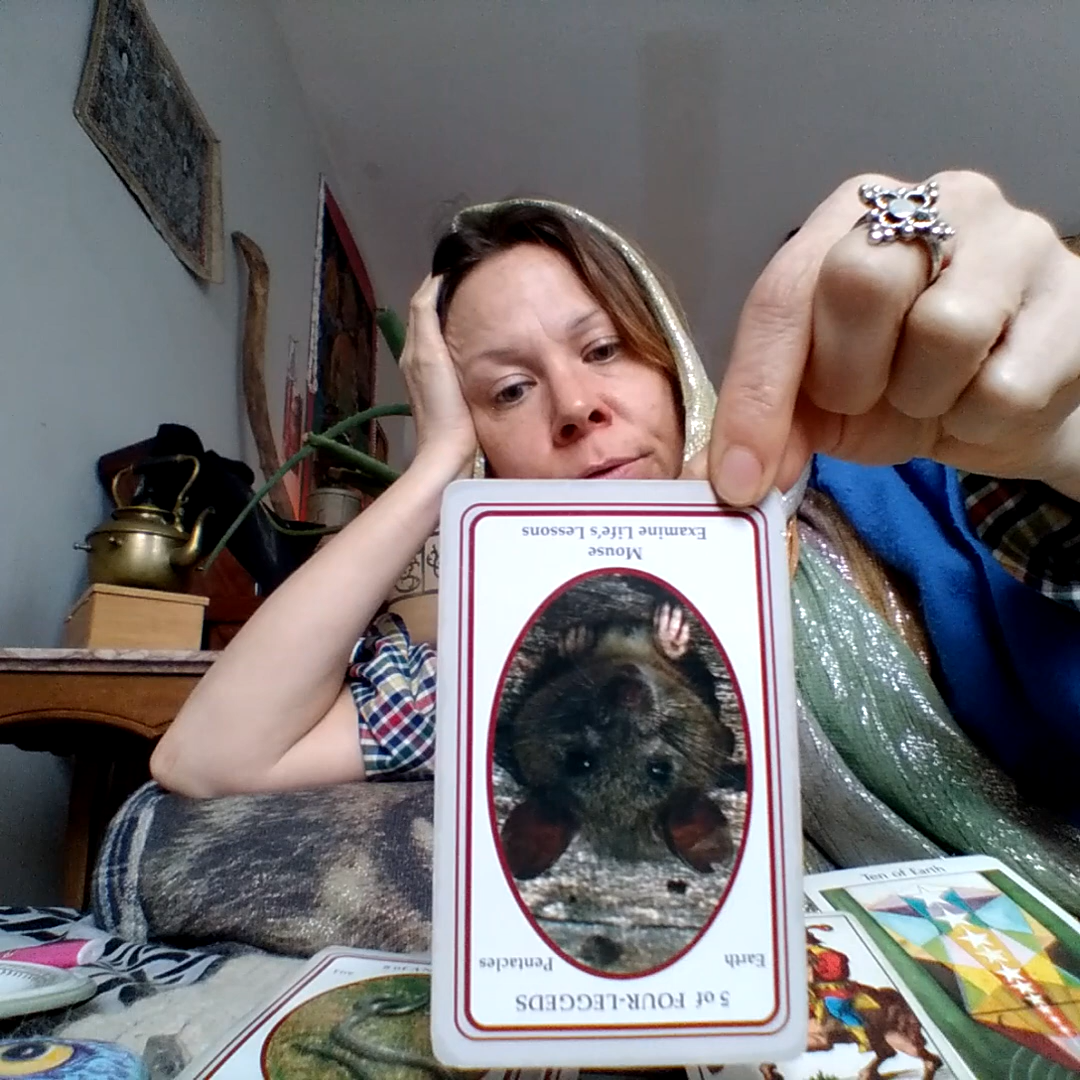 5 of FOUR-LEGGEDS
Earth Pentacles
Mouse
Examine Life's Lessons
Ten of Earth